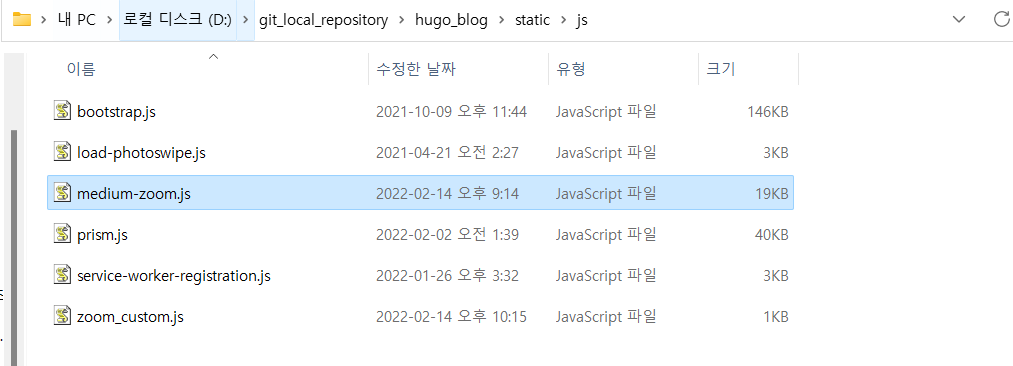 내 PC > 로컬 디스크 (D:) > git_local_repository > hugo_blog > static > js
이름 수정한 날짜 유형 크기
bootstrap.js 2021-10-09 오후 11:44 JavaScript 파일 146KB
load-photoswipe.js 2021-04-21 오전 2:27 JavaScript 파일 3KB
medium-zoom.js 2022-02-14 오후 9:14 JavaScript 파일 19KB
prism.js 2022-02-02 오전 1:39 JavaScript 파일 40KB
service-worker-registration.js 2022-01-26 오후 3:32 JavaScript 파일 3KB
zoom_custom.js 2022-02-14 오후 10:15 JavaScript 파일 1KB